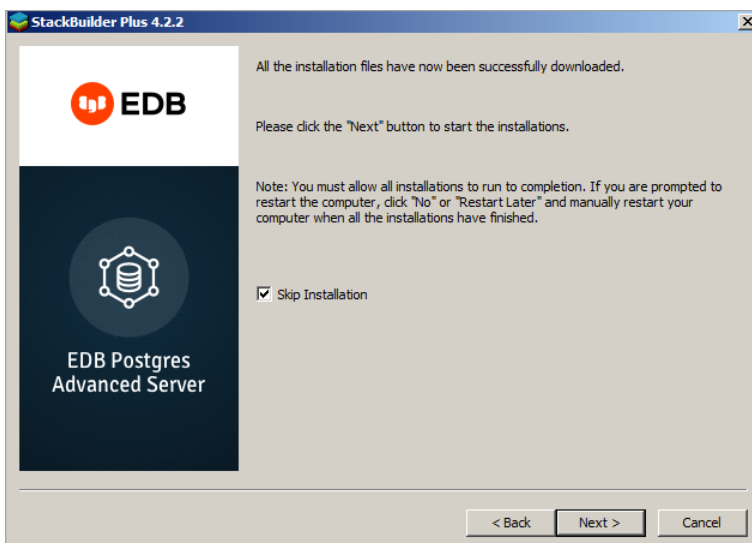 StackBuilder Plus 4.2.2
EDB
EDB Postgres
Advanced Server
All the installation files have now been successfully downloaded.
Please click the "Next" button to start the installations.
Note: You must allow all installations to run to completion. If you are prompted to
restart the computer, click "No" or "Restart Later" and manually restart your
computer when all the installations have finished.
Skip Installation
< Back
Next >
Cancel